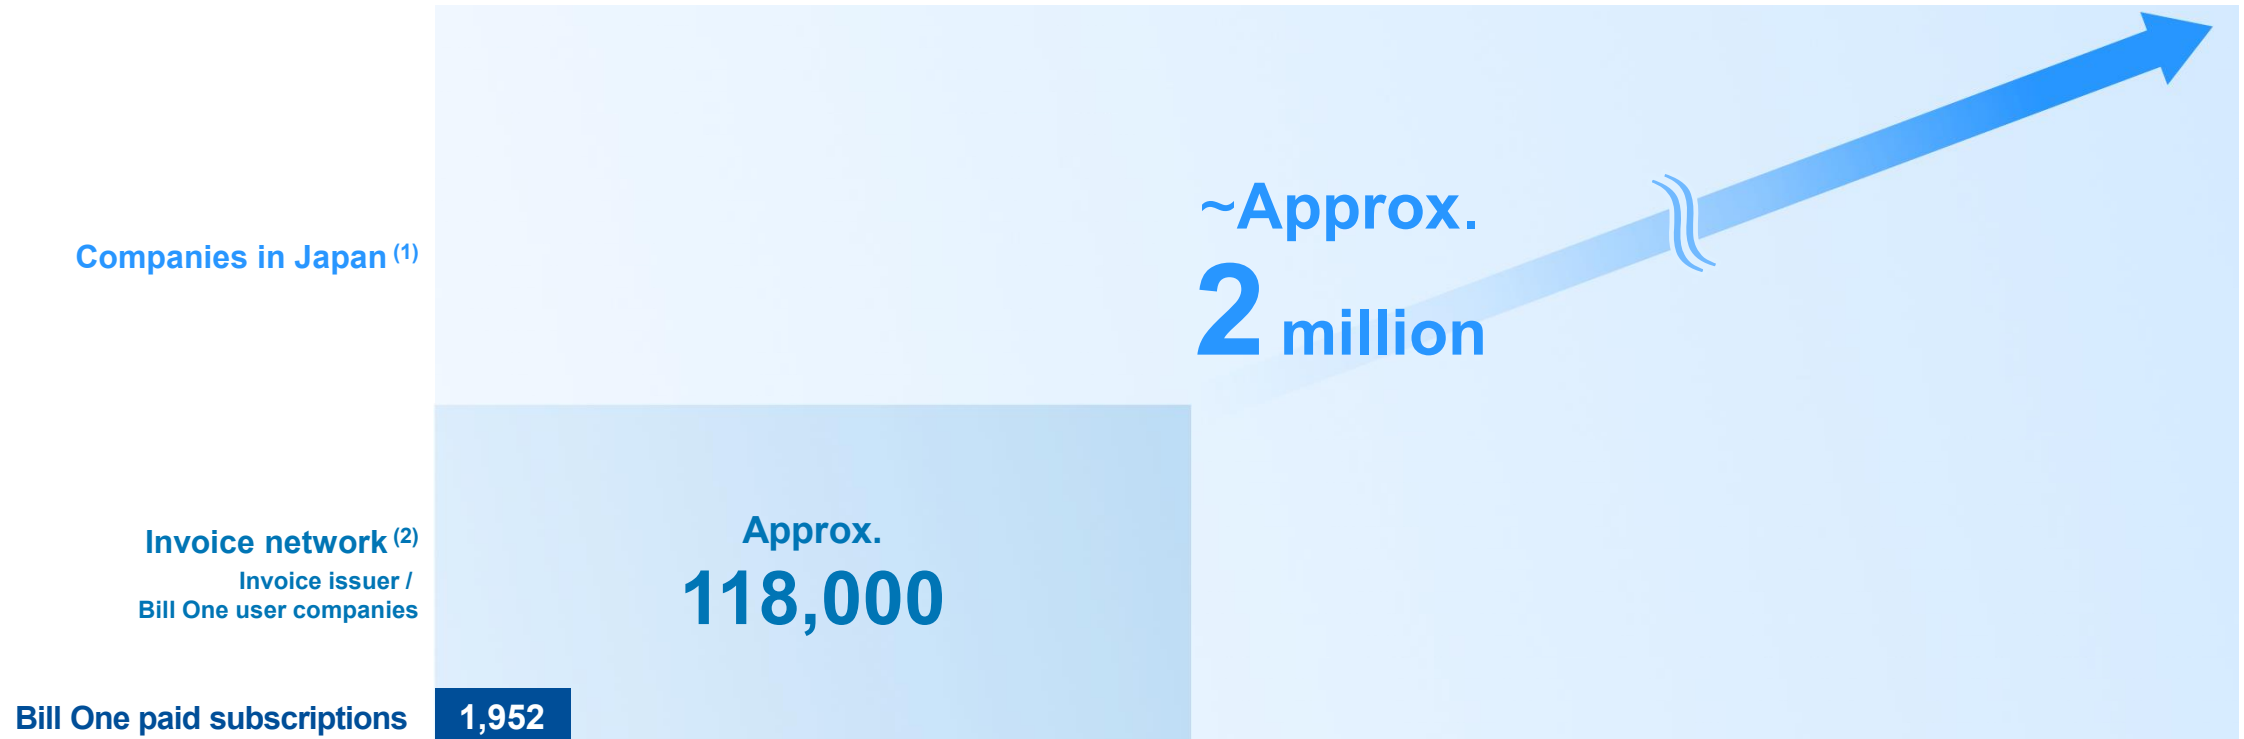 ~Approx.
2 million
Companies in Japan (1)
Invoice network (2)
Invoice issuer /
Bill One user companies
Approx.
118,000
Bill One paid subscriptions
1,952